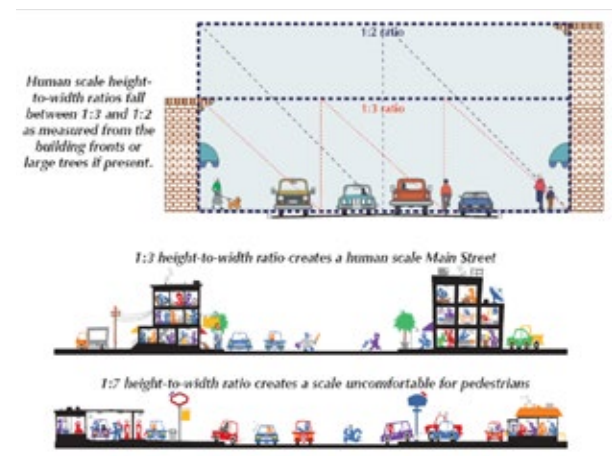 1:2 ratio
Human scale height-
to-width ratios fall
between 1:3 and 1:2
as measured from the
building fronts or
large trees if present.
1:3 ratio
1:3 height-to-width ratio creates a human scale Main Street
1:7 height-to-width ratio creates a scale uncomfortable for pedestrians